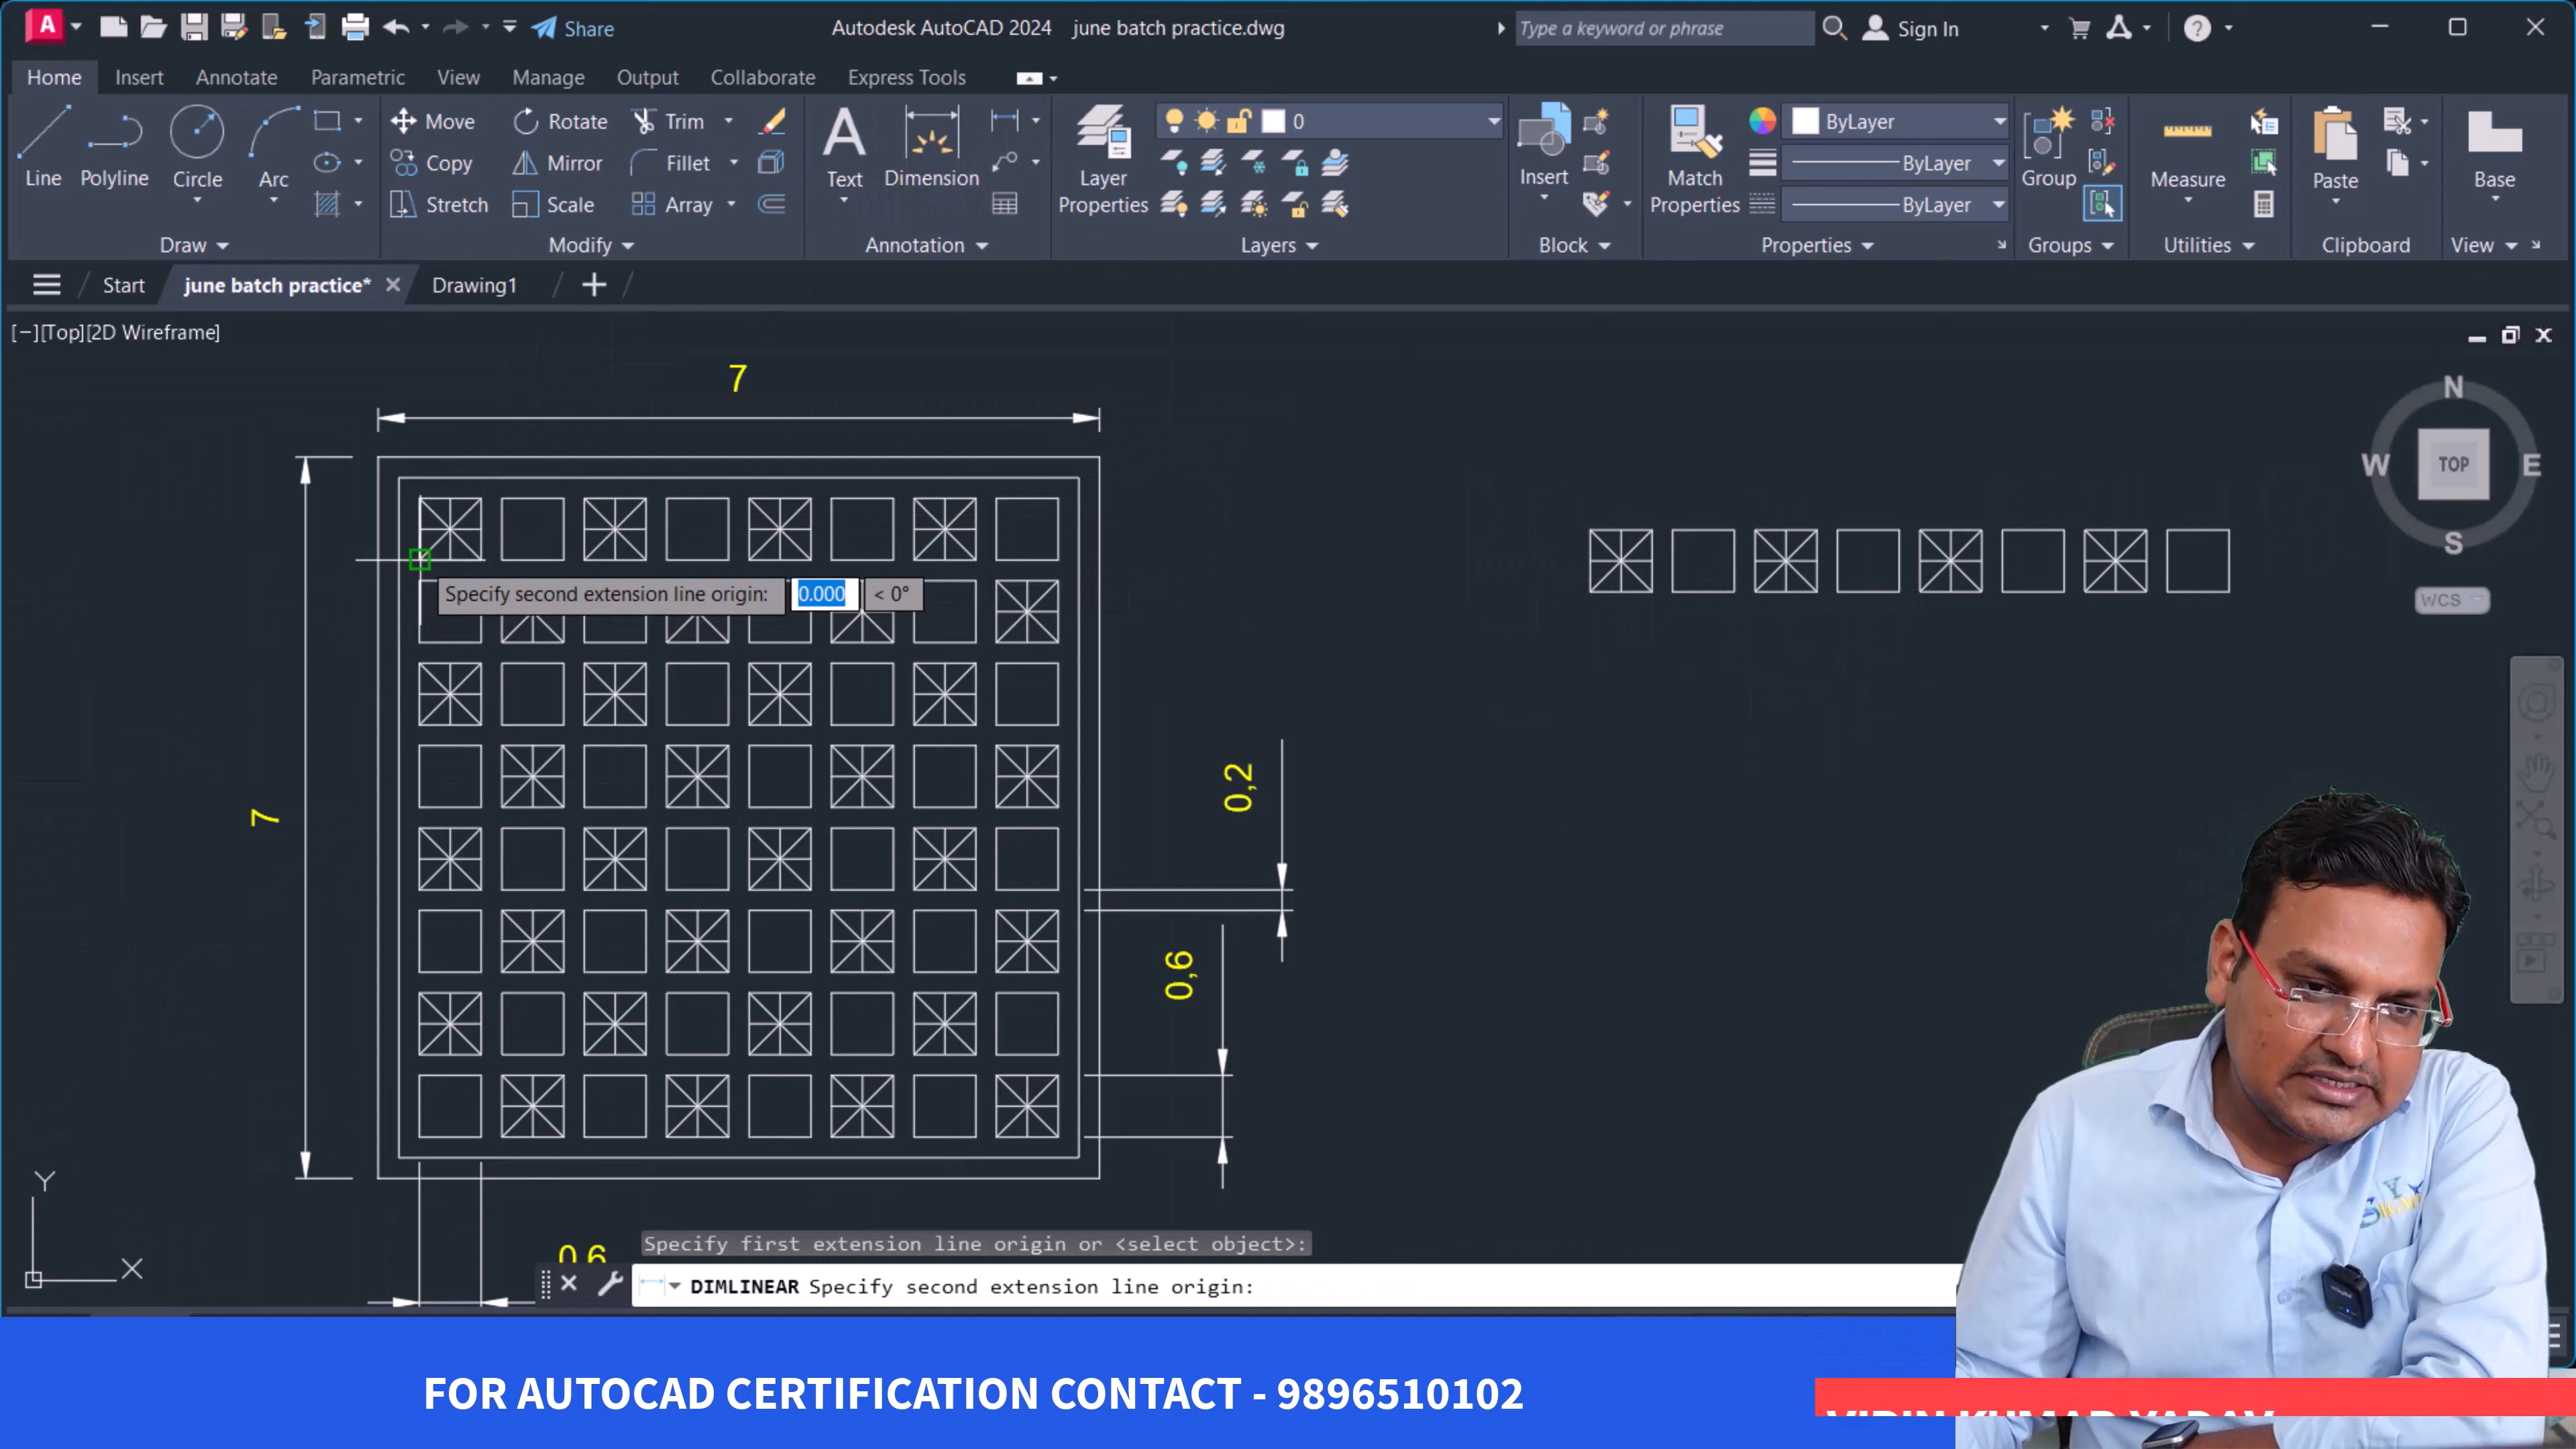 A
Share
Autodesk AutoCAD 2024 june batch practice.dwg
Type a keyword or phrase
Sign In
?
Home Insert Annotate Parametric View Manage Output Collaborate Express Tools
Line Polyline Circle Arc
Move Rotate Trim
Copy Mirror Fillet
Stretch Scale Array
A
Text Dimension
Layer Properties
0
Insert
Match Properties
ByLayer
ByLayer
ByLayer
Group
Measure
Paste
Base
Draw Modify Annotation Layers Block Properties Groups Utilities Clipboard View
Start june batch practice* Drawing1
[−][Top][2D Wireframe]
7
N
W TOP E
S
WCS
Specify second extension line origin: 0.000 < 0°
0,2
7
0,6
Y
X
0,6
Specify first extension line origin or <select object>:
DIMLINEAR Specify second extension line origin:
FOR AUTOCAD CERTIFICATION CONTACT - 9896510102